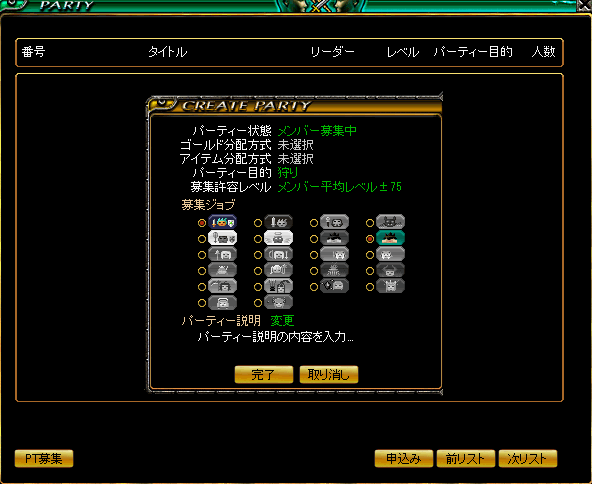 PARTY
番号 タイトル リーダー レベル パーティー目的 人数
CREATE PARTY
パーティー状態 メンバー募集中
ゴールド分配方式 未選択
アイテム分配方式 未選択
パーティー目的 狩り
募集許容レベル メンバー平均レベル±75
募集ジョブ
パーティー説明 変更
パーティー説明の内容を入力...
完了 取り消し
PT募集 申込み 前リスト 次リスト